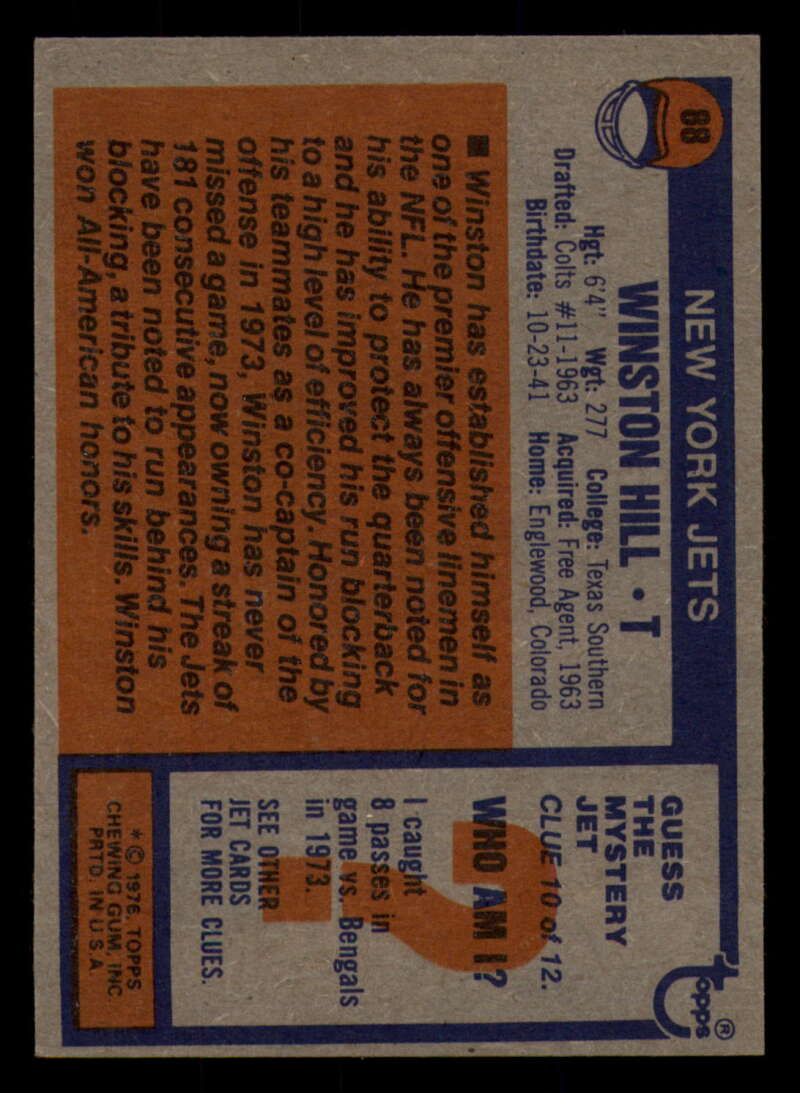 88
NEW YORK JETS
WINSTON HILL • T
Hgt: 6'4" Wgt: 277 College: Texas Southern
Drafted: Colts #11-1963 Acquired: Free Agent, 1963
Birthdate: 10-23-41 Home: Englewood, Colorado
■ Winston has established himself as
one of the premier offensive linemen in
the NFL. He has always been noted for
his ability to protect the quarterback
and he has improved his run blocking
to a high level of efficiency. Honored by
his teammates as a co-captain of the
offense in 1973, Winston has never
missed a game, now owning a streak of
181 consecutive appearances. The Jets
have been noted to run behind his
blocking, a tribute to his skills. Winston
won All-American honors.
topps®
GUESS
THE
MYSTERY
JET
CLUE 10 of 12.
WHO AM I?
I caught
8 passes in
game vs. Bengals
in 1973.
SEE OTHER
JET CARDS
FOR MORE CLUES.
* © 1976, TOPPS
CHEWING GUM, INC.
PRTD. IN U.S.A.